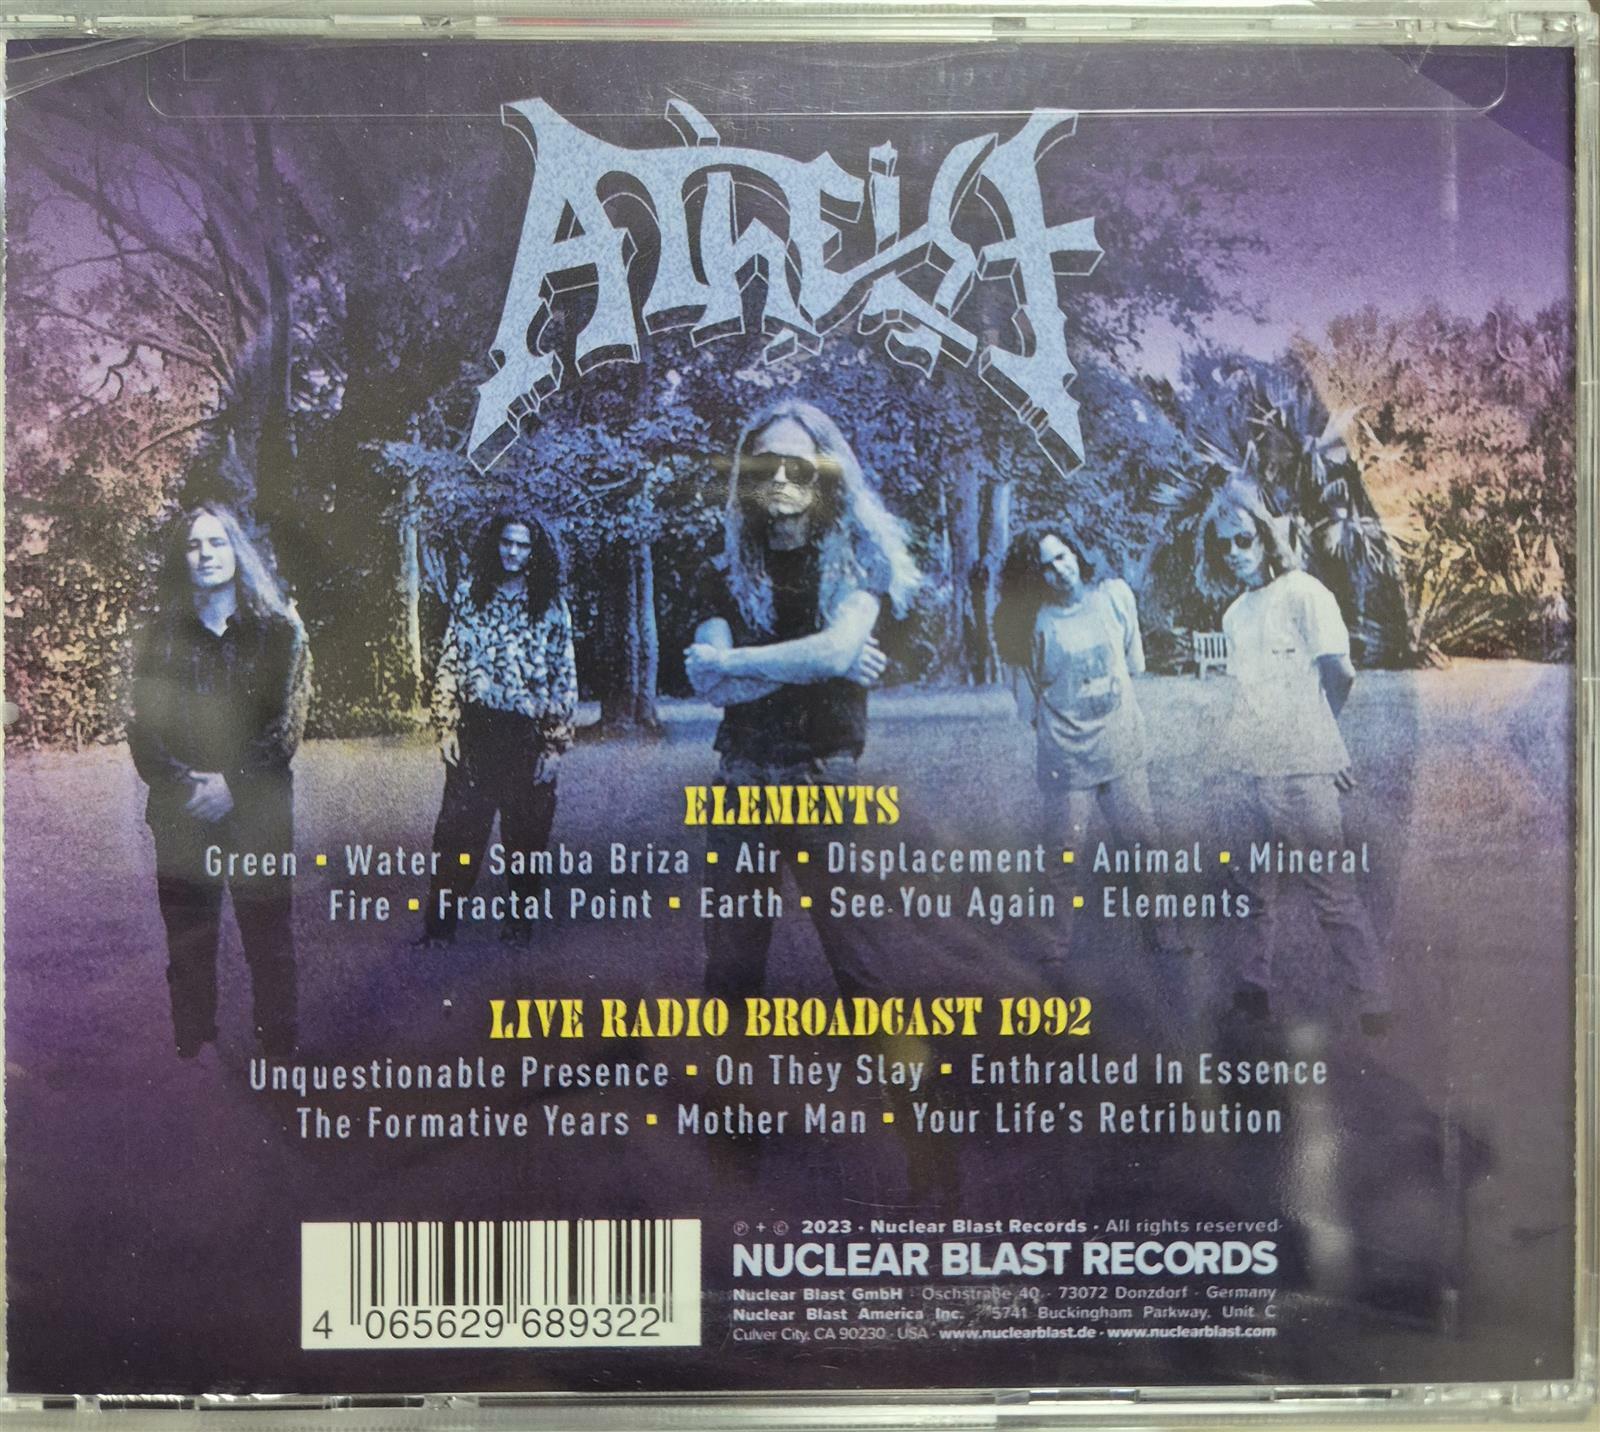 Atheist
ELEMENTS
Green ▪ Water ▪ Samba Briza ▪ Air ▪ Displacement ▪ Animal ▪ Mineral
Fire ▪ Fractal Point ▪ Earth ▪ See You Again ▪ Elements
LIVE RADIO BROADCAST 1992
Unquestionable Presence ▪ On They Slay ▪ Enthralled In Essence
The Formative Years ▪ Mother Man ▪ Your Life's Retribution
4 065629 689322
℗ + © 2023 · Nuclear Blast Records · All rights reserved·
NUCLEAR BLAST RECORDS
Nuclear Blast GmbH · Oschstraße 40 · 73072 Donzdorf · Germany
Nuclear Blast America Inc. · 5741 Buckingham Parkway, Unit C
Culver City, CA 90230 · USA · www.nuclearblast.de · www.nuclearblast.com